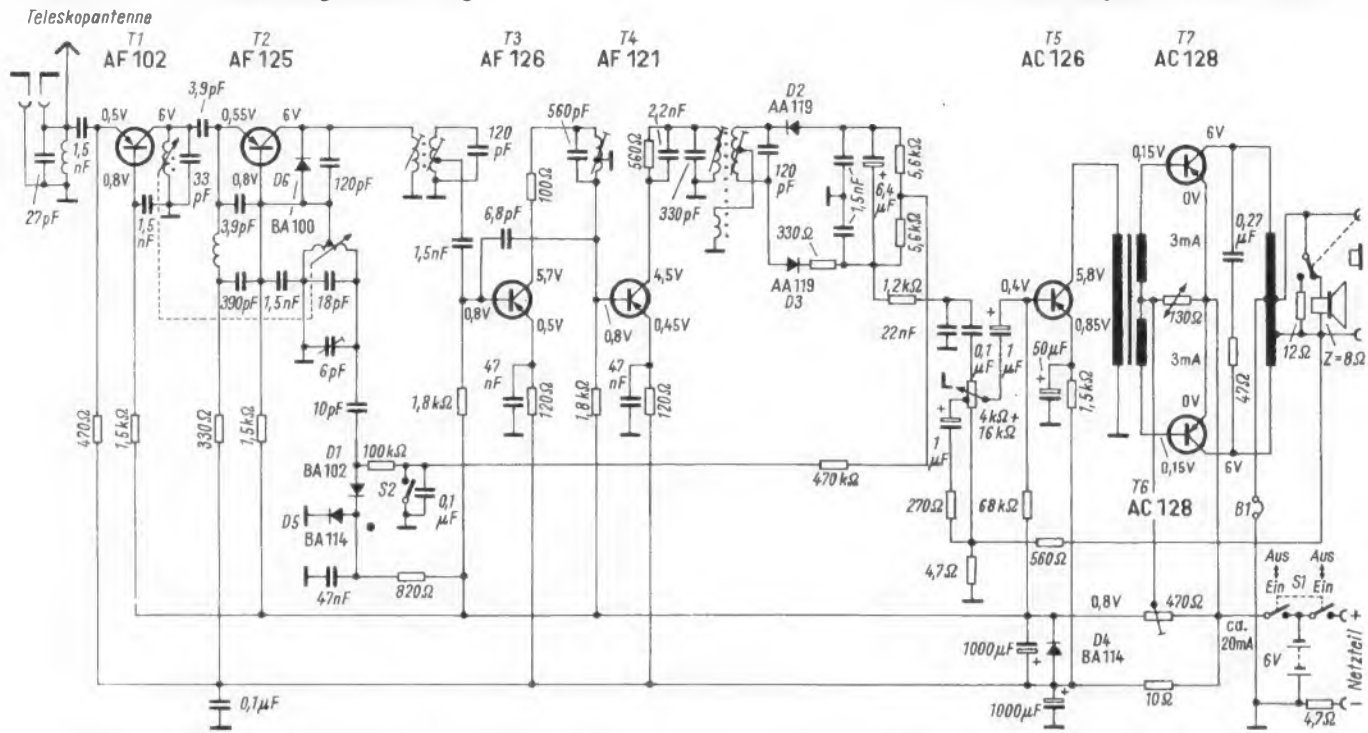 Teleskopantenne
T1
AF 102
T2
AF 125
T3
AF 126
T4
AF 121
T5
AC 126
T7
AC 128
3,9pF
0,5V
6V
0,55V
6V
560pF
2,2nF
D2
AA 119
1,5
nF
33
pF
120
pF
120pF
100Ω
560Ω
330pF
120
pF
1,5nF
6,4
μF
5,6kΩ
5,6kΩ
0,8V
0,8V
D6
BA100
27pF
1,5
nF
3,9pF
6,8pF
1,5nF
330Ω
AA 119
D3
390pF
1,5nF
18pF
6pF
0,8V
5,7V
0,5V
4,5V
0,8V
0,45V
1,2kΩ
22nF
0,1
μF
1
μF
0,4V
5,8V
0,85V
0,15V
6V
0V
3mA
130Ω
3mA
0V
0,15V
6V
0,27
μF
47Ω
12Ω
Z=8Ω
47
nF
120Ω
47
nF
120Ω
1,8kΩ
1,8kΩ
L
4kΩ+
16kΩ
50μF
1,5kΩ
10pF
470Ω
1,5kΩ
330Ω
1,5kΩ
D1
BA102
100kΩ
S2
0,1
μF
470kΩ
1
μF
270Ω
68kΩ
T6
AC 128
B1
D5
BA114
560Ω
4,7Ω
47nF
820Ω
Aus
Ein
S1
Aus
Ein
0,8V
470Ω
ca.
20mA
6V
+
Netzteil
–
1000μF
D4
BA114
10Ω
4,7Ω
0,1μF
1000μF